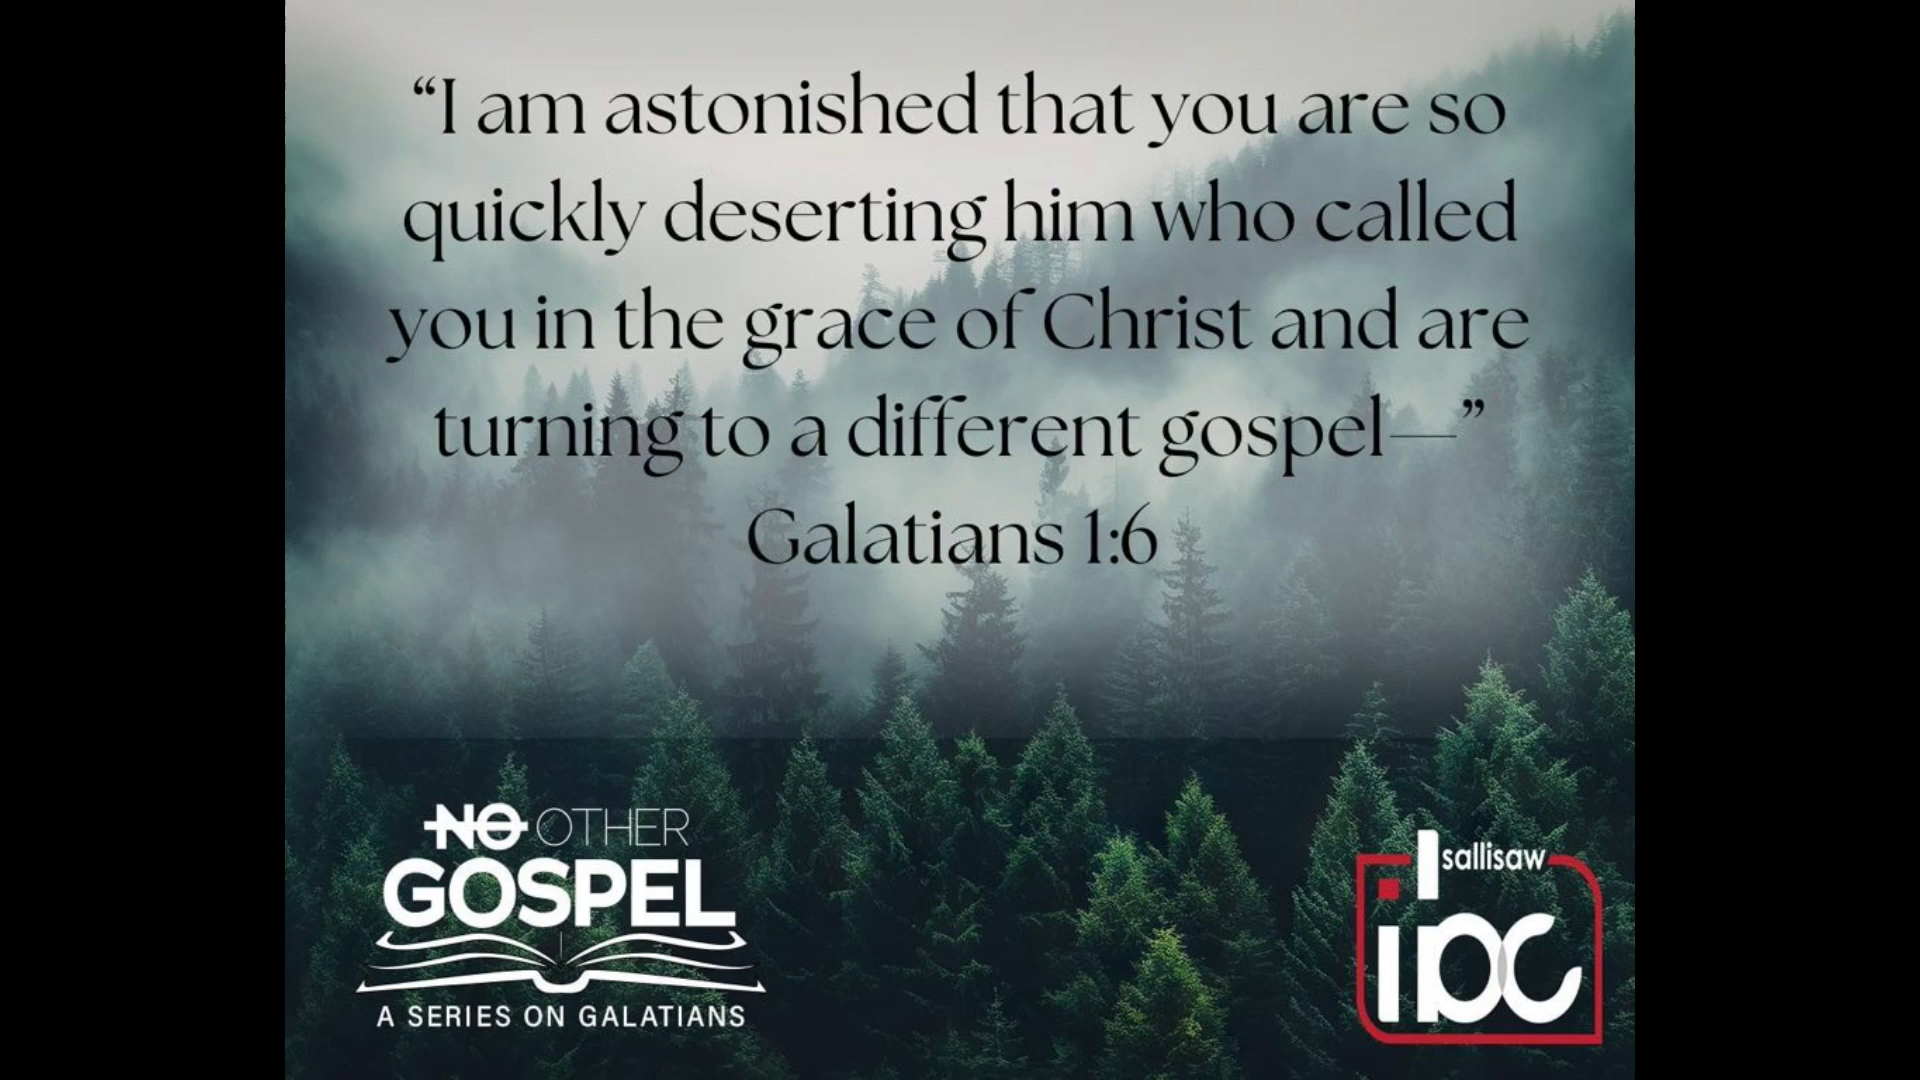 “I am astonished that you are so
quickly deserting him who called
you in the grace of Christ and are
turning to a different gospel—”
Galatians 1:6
NO OTHER
GOSPEL
A SERIES ON GALATIANS
sallisaw
ibc